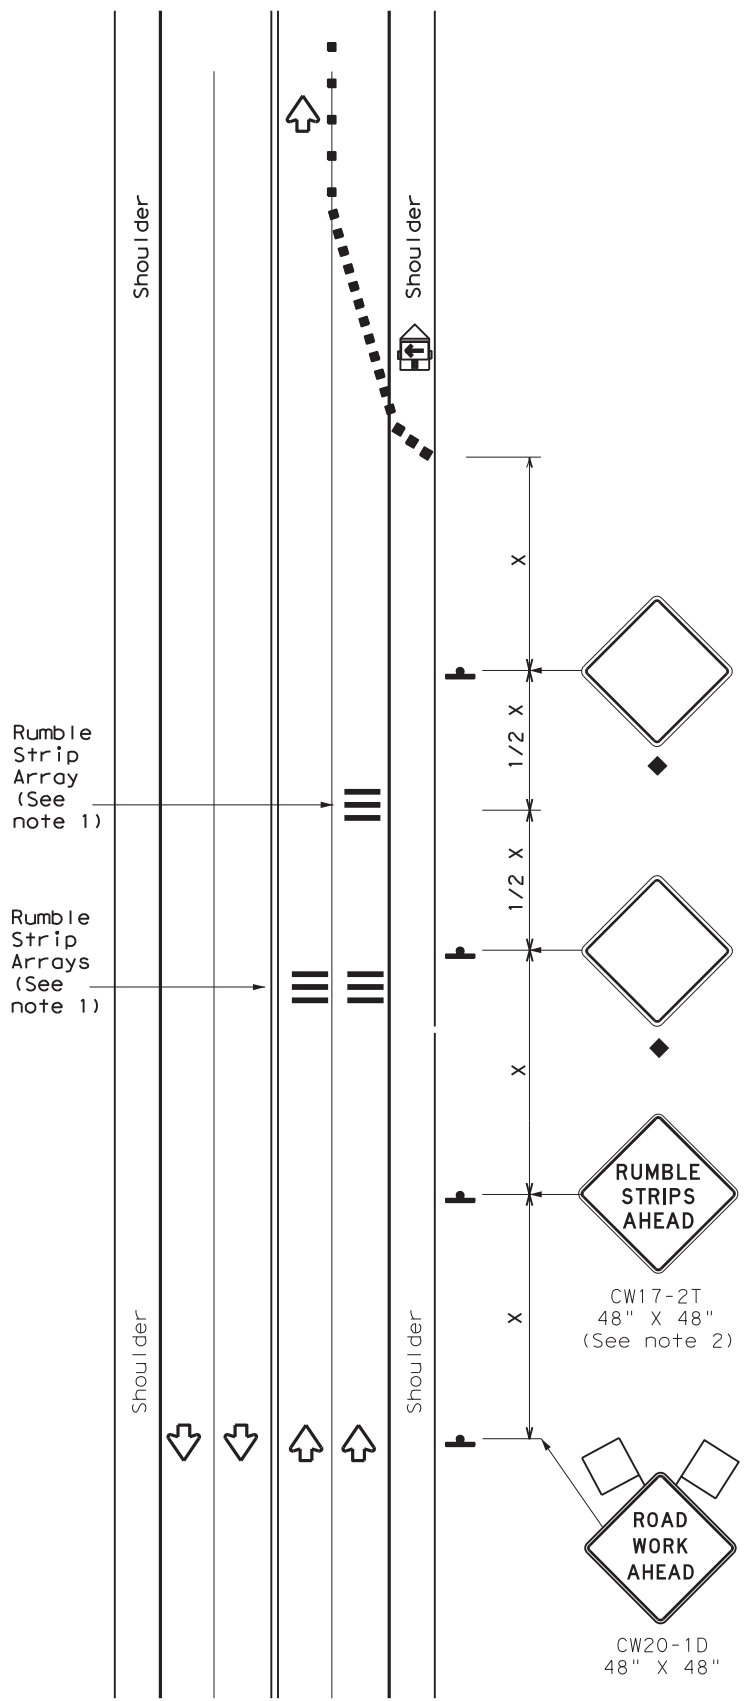 Shoulder
Shoulder
X
1/2 X
Rumble
Strip
Array
(See
note 1)
1/2 X
Rumble
Strip
Arrays
(See
note 1)
X
RUMBLE
STRIPS
AHEAD
CW17-2T
48" X 48"
(See note 2)
X
Shoulder
Shoulder
ROAD
WORK
AHEAD
CW20-1D
48" X 48"